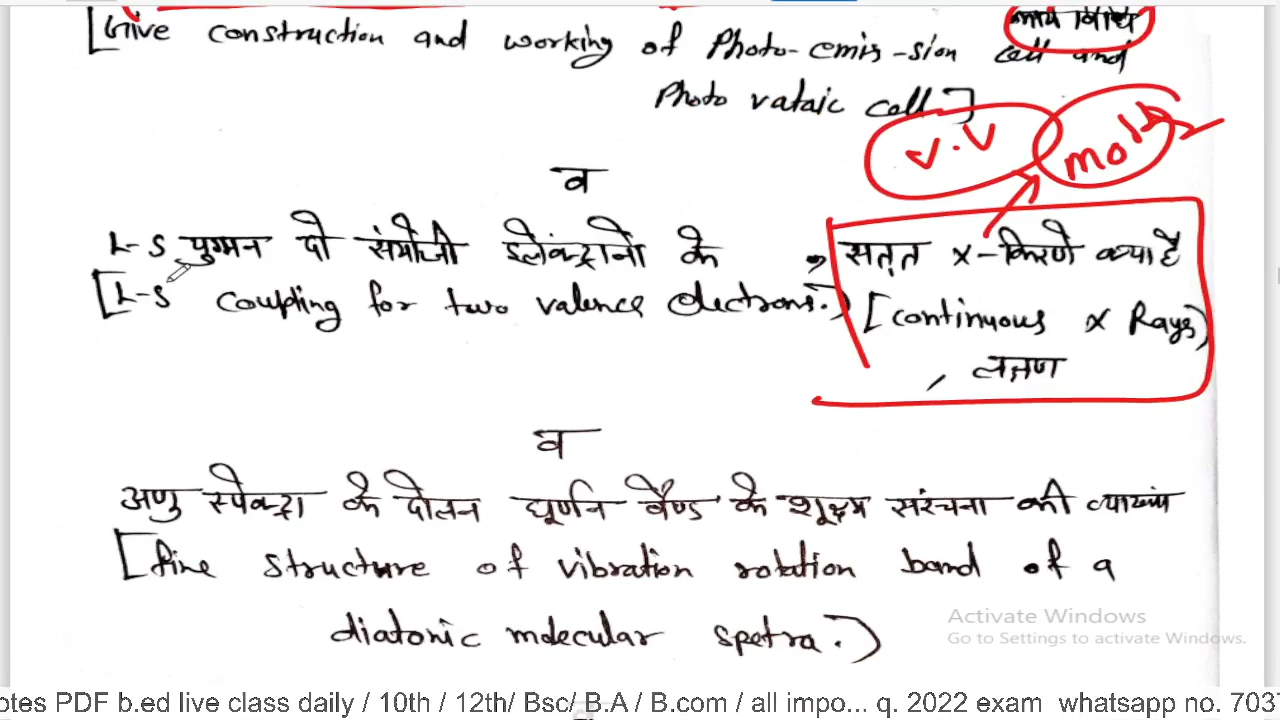 कार्य विधि
[Give construction and working of Photo-emis-sion cell and
Photo vataic cell]
V.V
most
व
L-S युग्मन दो संयोजी इलेक्ट्रानों के , सतत् x-किरणे क्या है
[L-S coupling for two valence electrons.) [continuous x Rays)
, लक्षण
व
अणु स्पेक्ट्रा के दोलन घूर्णन बैण्ड के शूक्ष्म संरचना की व्याख्या
[fine structure of vibration rotation band of a
diatonic molecular spetra.)
Activate Windows
Go to Settings to activate Windows.
otes PDF b.ed live class daily / 10th / 12th/ Bsc/ B.A / B.com / all impo... q. 2022 exam whatsapp no. 7037